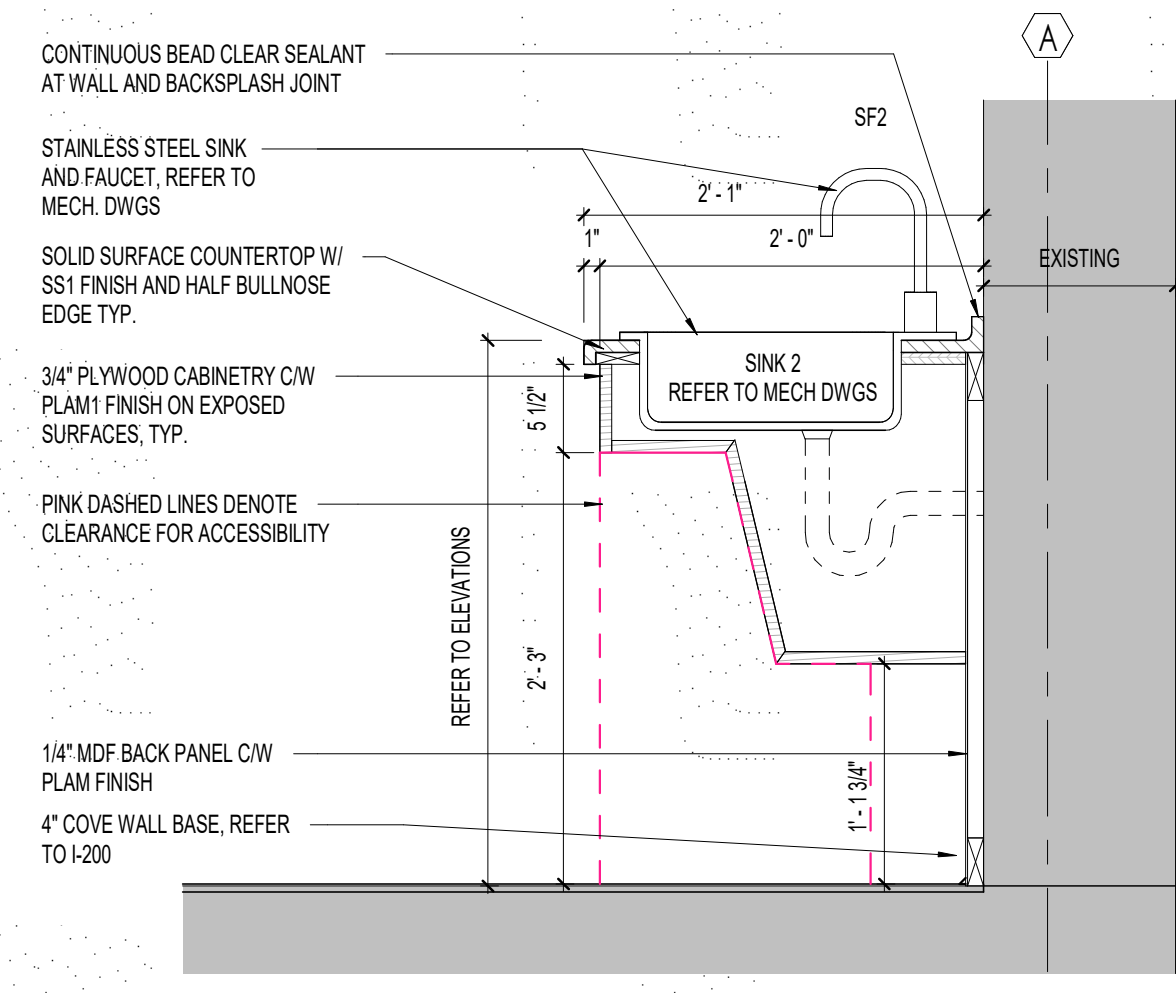 CONTINUOUS BEAD CLEAR SEALANT
AT WALL AND BACKSPLASH JOINT
STAINLESS STEEL SINK
AND FAUCET, REFER TO
MECH. DWGS
SOLID SURFACE COUNTERTOP W/
SS1 FINISH AND HALF BULLNOSE
EDGE TYP.
3/4" PLYWOOD CABINETRY C/W
PLAM1 FINISH ON EXPOSED
SURFACES, TYP.
PINK DASHED LINES DENOTE
CLEARANCE FOR ACCESSIBILITY
1/4" MDF BACK PANEL C/W
PLAM FINISH
4" COVE WALL BASE, REFER
TO I-200
A
SF2
2' - 1"
1"
2' - 0"
EXISTING
SINK 2
REFER TO MECH DWGS
5 1/2"
REFER TO ELEVATIONS
2' - 3"
1' - 1 3/4"